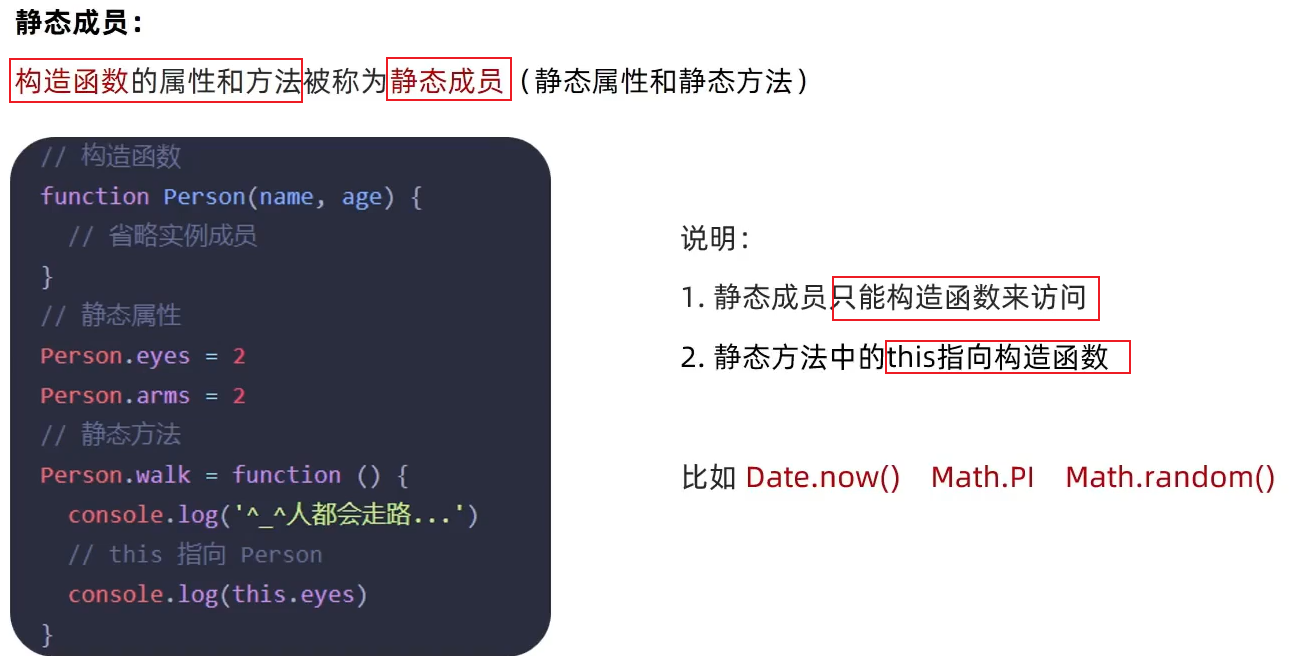 静态成员：
构造函数的属性和方法被称为静态成员（静态属性和静态方法）
// 构造函数
function Person(name, age) {
  // 省略实例成员
}
// 静态属性
Person.eyes = 2
Person.arms = 2
// 静态方法
Person.walk = function () {
  console.log('^_^人都会走路...')
  // this 指向 Person
  console.log(this.eyes)
}
说明：
1. 静态成员只能构造函数来访问
2. 静态方法中的this指向构造函数
比如 Date.now() Math.PI Math.random()